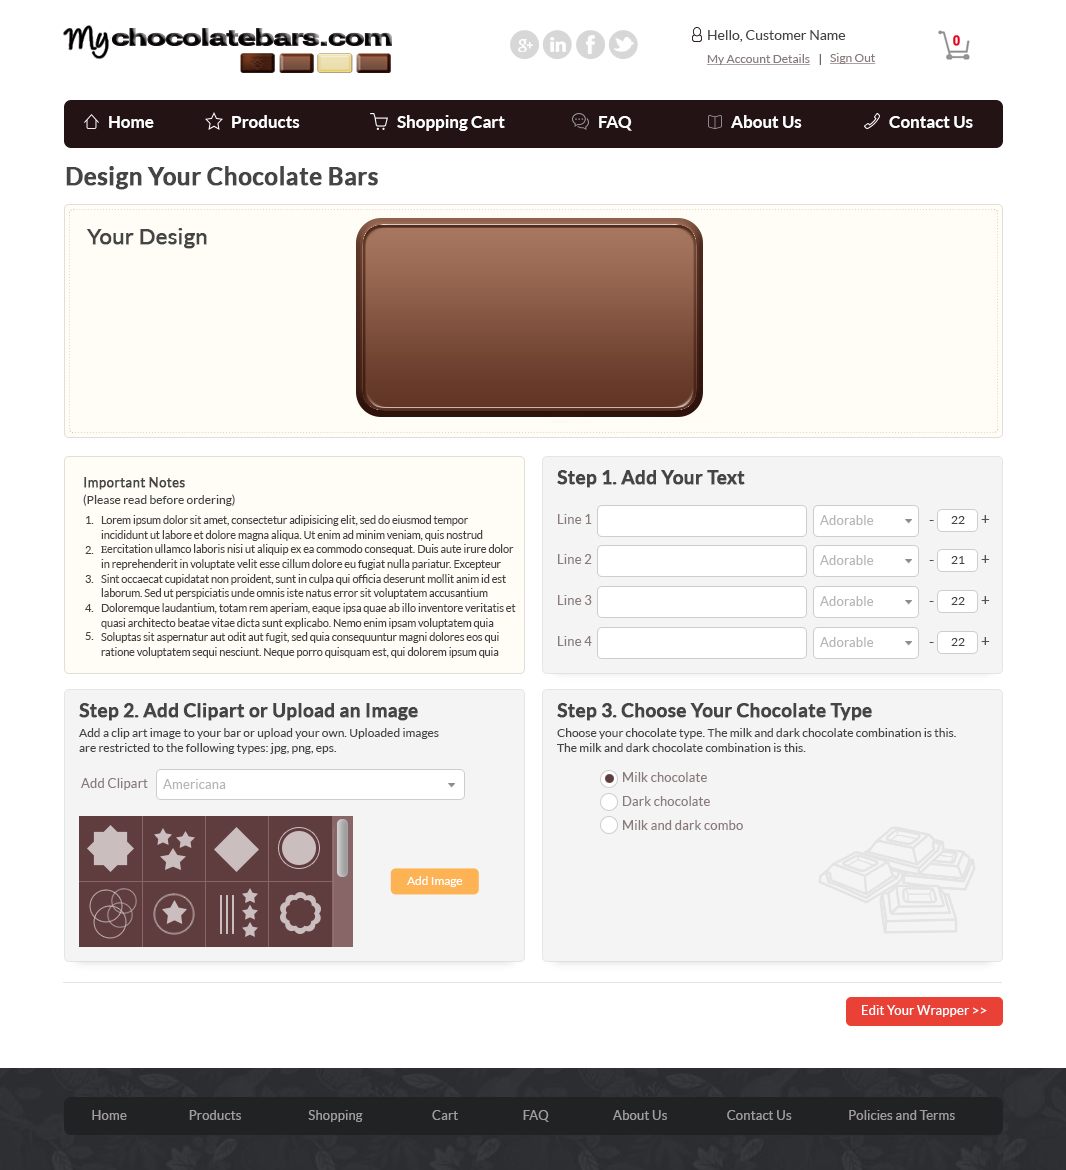 Mychocolatebars.com
g+ in f
Hello, Customer Name
My Account Details | Sign Out
0
Home Products Shopping Cart FAQ About Us Contact Us
Design Your Chocolate Bars
Your Design
Important Notes
(Please read before ordering)
1. Lorem ipsum dolor sit amet, consectetur adipisicing elit, sed do eiusmod tempor
incididunt ut labore et dolore magna aliqua. Ut enim ad minim veniam, quis nostrud
2. Eercitation ullamco laboris nisi ut aliquip ex ea commodo consequat. Duis aute irure dolor
in reprehenderit in voluptate velit esse cillum dolore eu fugiat nulla pariatur. Excepteur
3. Sint occaecat cupidatat non proident, sunt in culpa qui officia deserunt mollit anim id est
laborum. Sed ut perspiciatis unde omnis iste natus error sit voluptatem accusantium
4. Doloremque laudantium, totam rem aperiam, eaque ipsa quae ab illo inventore veritatis et
quasi architecto beatae vitae dicta sunt explicabo. Nemo enim ipsam voluptatem quia
5. Soluptas sit aspernatur aut odit aut fugit, sed quia consequuntur magni dolores eos qui
ratione voluptatem sequi nesciunt. Neque porro quisquam est, qui dolorem ipsum quia
Step 1. Add Your Text
Line 1 Adorable - 22 +
Line 2 Adorable - 21 +
Line 3 Adorable - 22 +
Line 4 Adorable - 22 +
Step 2. Add Clipart or Upload an Image
Add a clip art image to your bar or upload your own. Uploaded images
are restricted to the following types: jpg, png, eps.
Add Clipart Americana
Add Image
Step 3. Choose Your Chocolate Type
Choose your chocolate type. The milk and dark chocolate combination is this.
The milk and dark chocolate combination is this.
Milk chocolate
Dark chocolate
Milk and dark combo
Edit Your Wrapper >>
Home Products Shopping Cart FAQ About Us Contact Us Policies and Terms